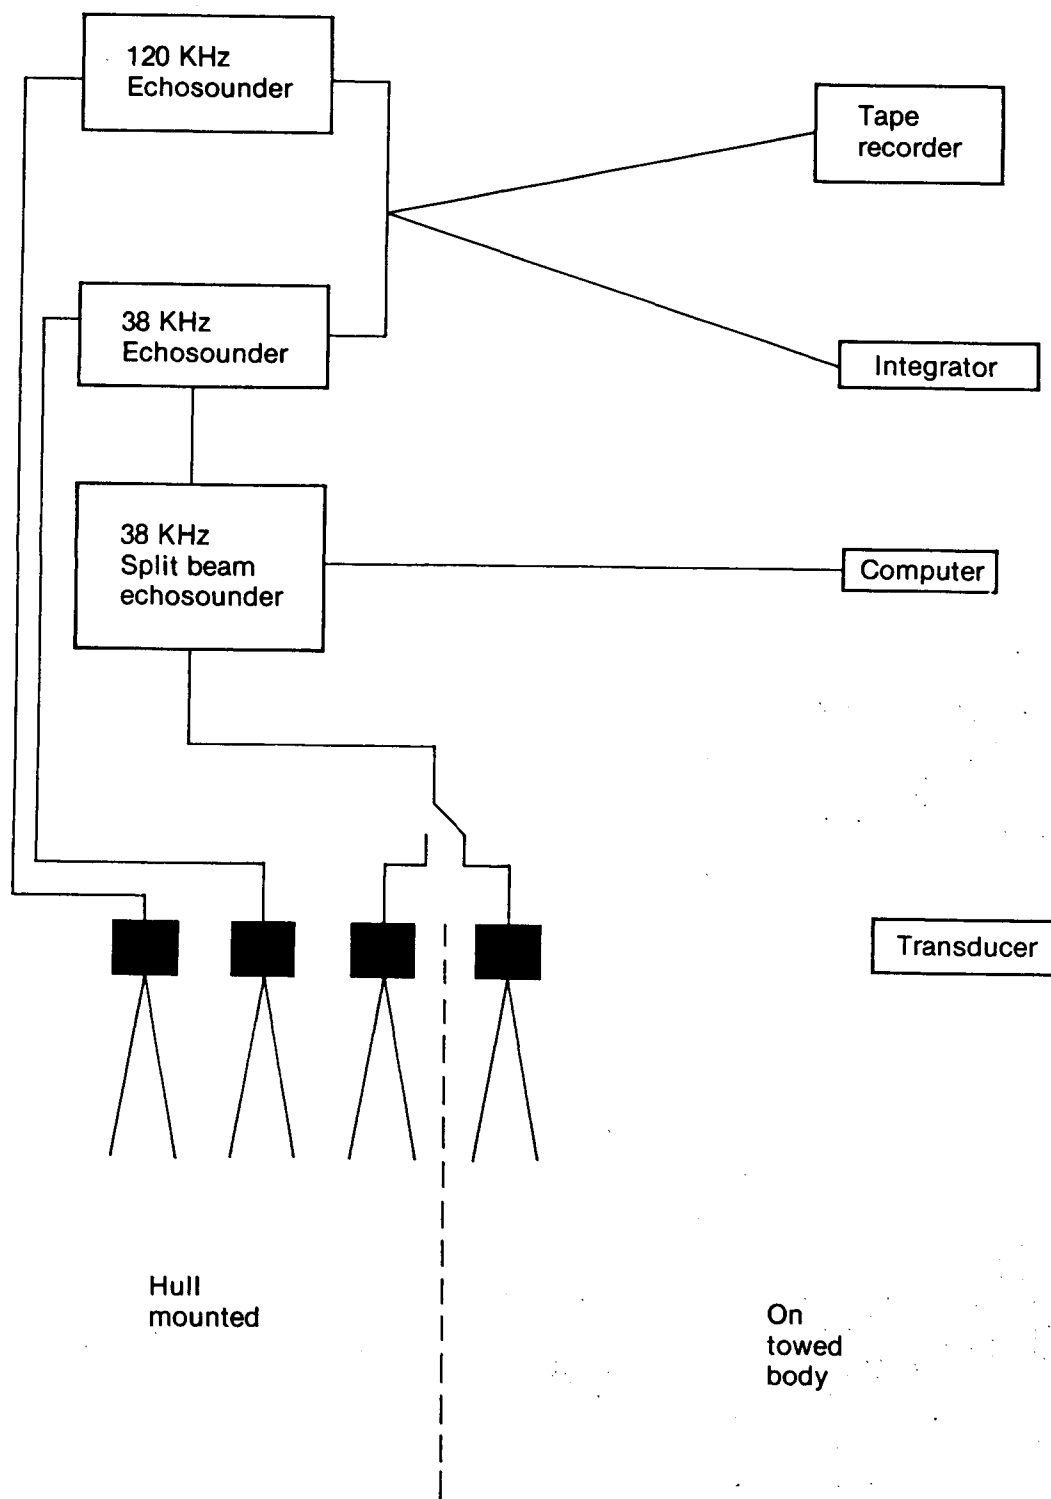 120 KHz
Echosounder
Tape
recorder
38 KHz
Echosounder
Integrator
38 KHz
Split beam
echosounder
Computer
Transducer
Hull
mounted
On
towed
body